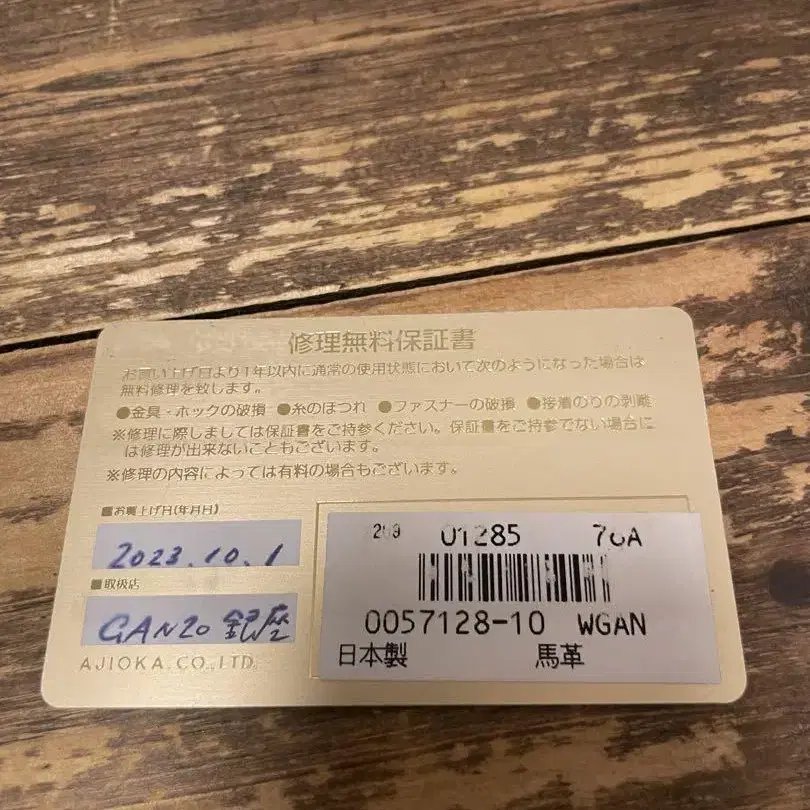 修理無料保証書
お買い上げ日より1年以内に通常の使用状態において次のようになった場合は
無料修理を致します。
●金具・ホックの破損 ●糸のほつれ ●ファスナーの破損 ●接着のりの剥離
※修理に際しましては保証書をご持参ください。保証書をご持参でない場合に
は修理が出来ないこともございます。
※修理の内容によっては有料の場合もございます。
■お買上げ日(年月日)
2023.10.1
■取扱店
GANZO 銀座
AJIOKA.CO.,LTD.
01285 76A
0057128-10 WGAN
日本製 馬革